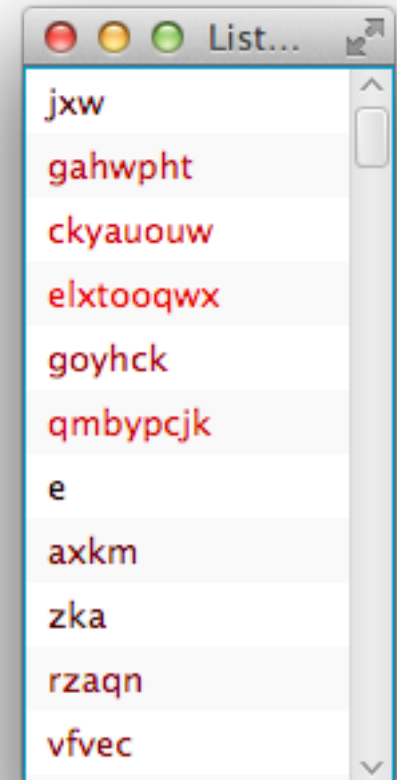 List...
jxw
gahwpht
ckyauouw
elxtooqwx
goyhck
qmbypcjk
e
axkm
zka
rzaqn
vfvec